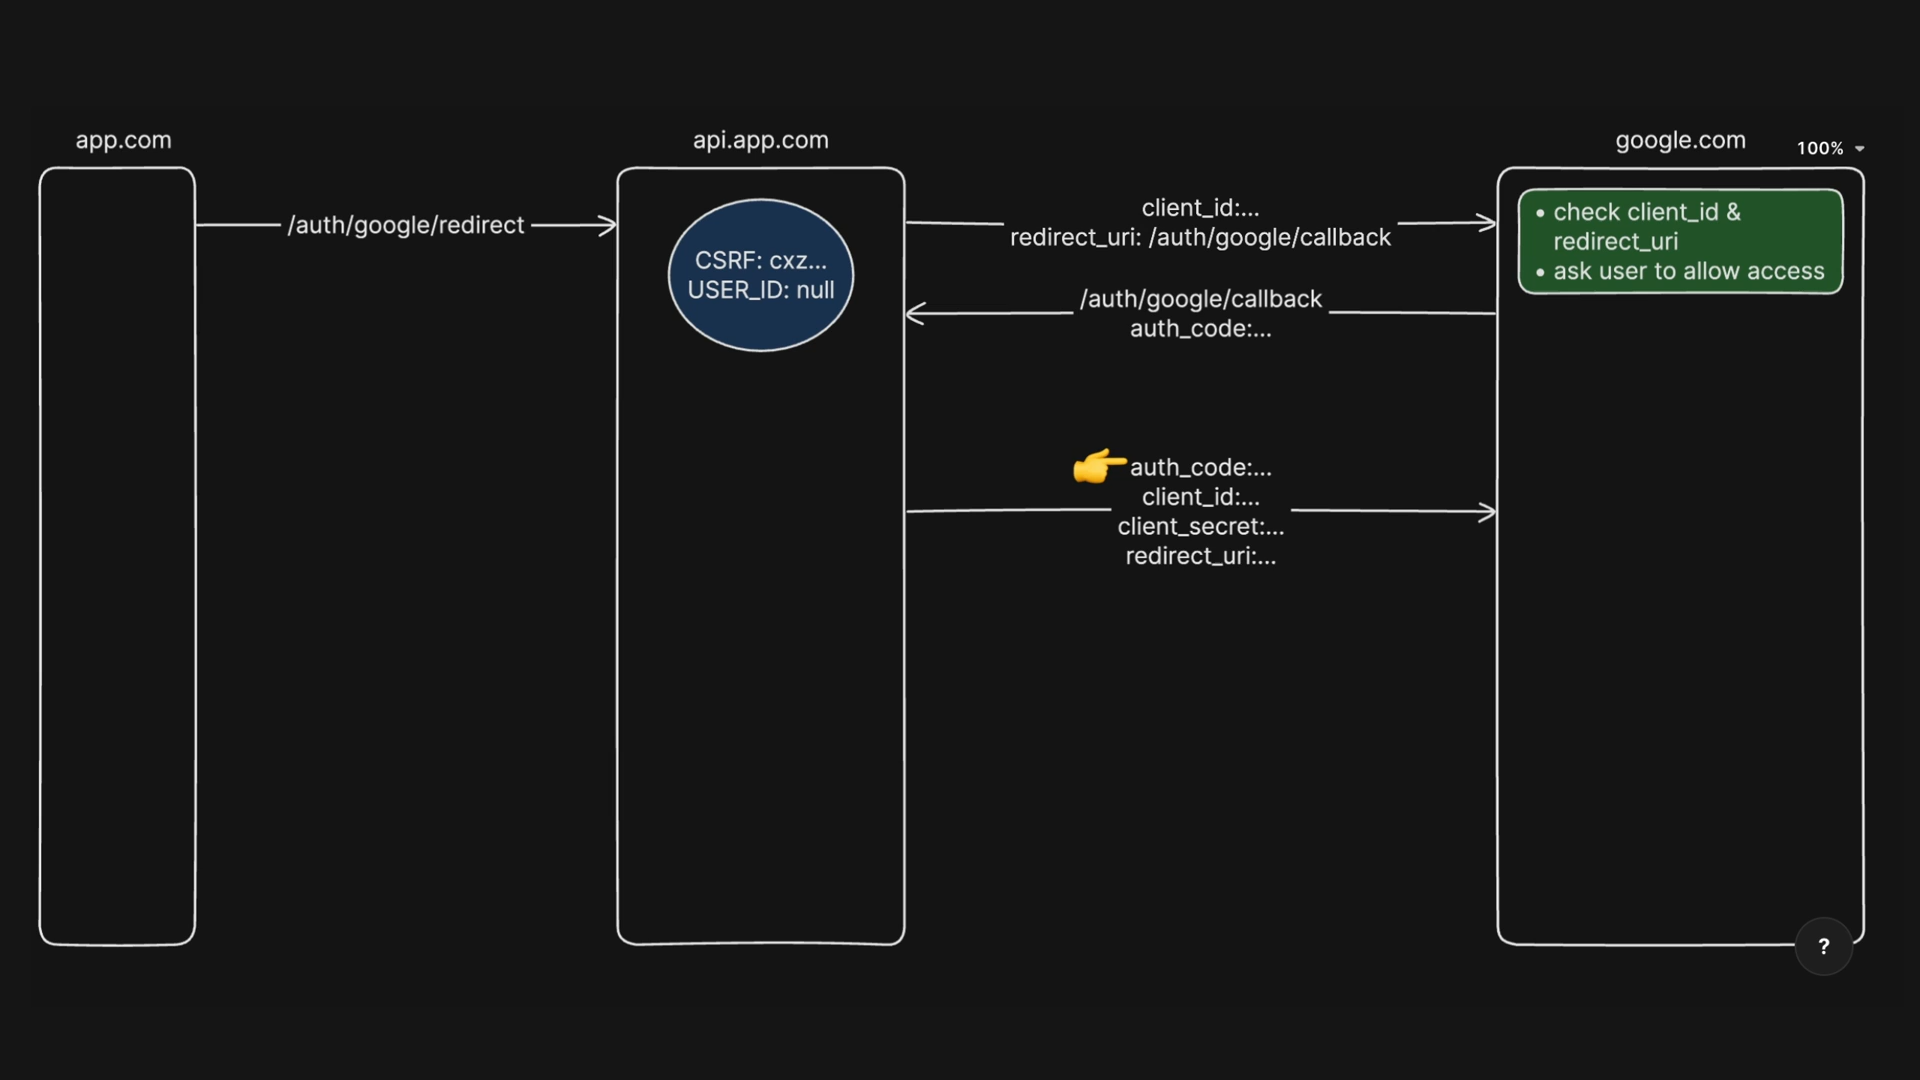 app.com
api.app.com
google.com
100%
/auth/google/redirect
CSRF: cxz...
USER_ID: null
client_id:...
redirect_uri: /auth/google/callback
• check client_id &
redirect_uri
• ask user to allow access
/auth/google/callback
auth_code:...
auth_code:...
client_id:...
client_secret:...
redirect_uri:...
?